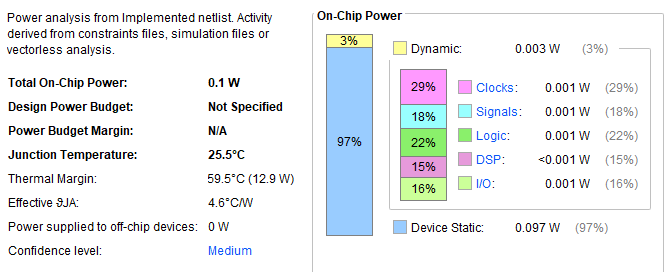 Power analysis from Implemented netlist. Activity
derived from constraints files, simulation files or
vectorless analysis.
Total On-Chip Power: 0.1 W
Design Power Budget: Not Specified
Power Budget Margin: N/A
Junction Temperature: 25.5°C
Thermal Margin: 59.5°C (12.9 W)
Effective ϑJA: 4.6°C/W
Power supplied to off-chip devices: 0 W
Confidence level: Medium
On-Chip Power
3%
97%
Dynamic: 0.003 W (3%)
29% Clocks: 0.001 W (29%)
18% Signals: 0.001 W (18%)
22% Logic: 0.001 W (22%)
15% DSP: <0.001 W (15%)
16% I/O: 0.001 W (16%)
Device Static: 0.097 W (97%)